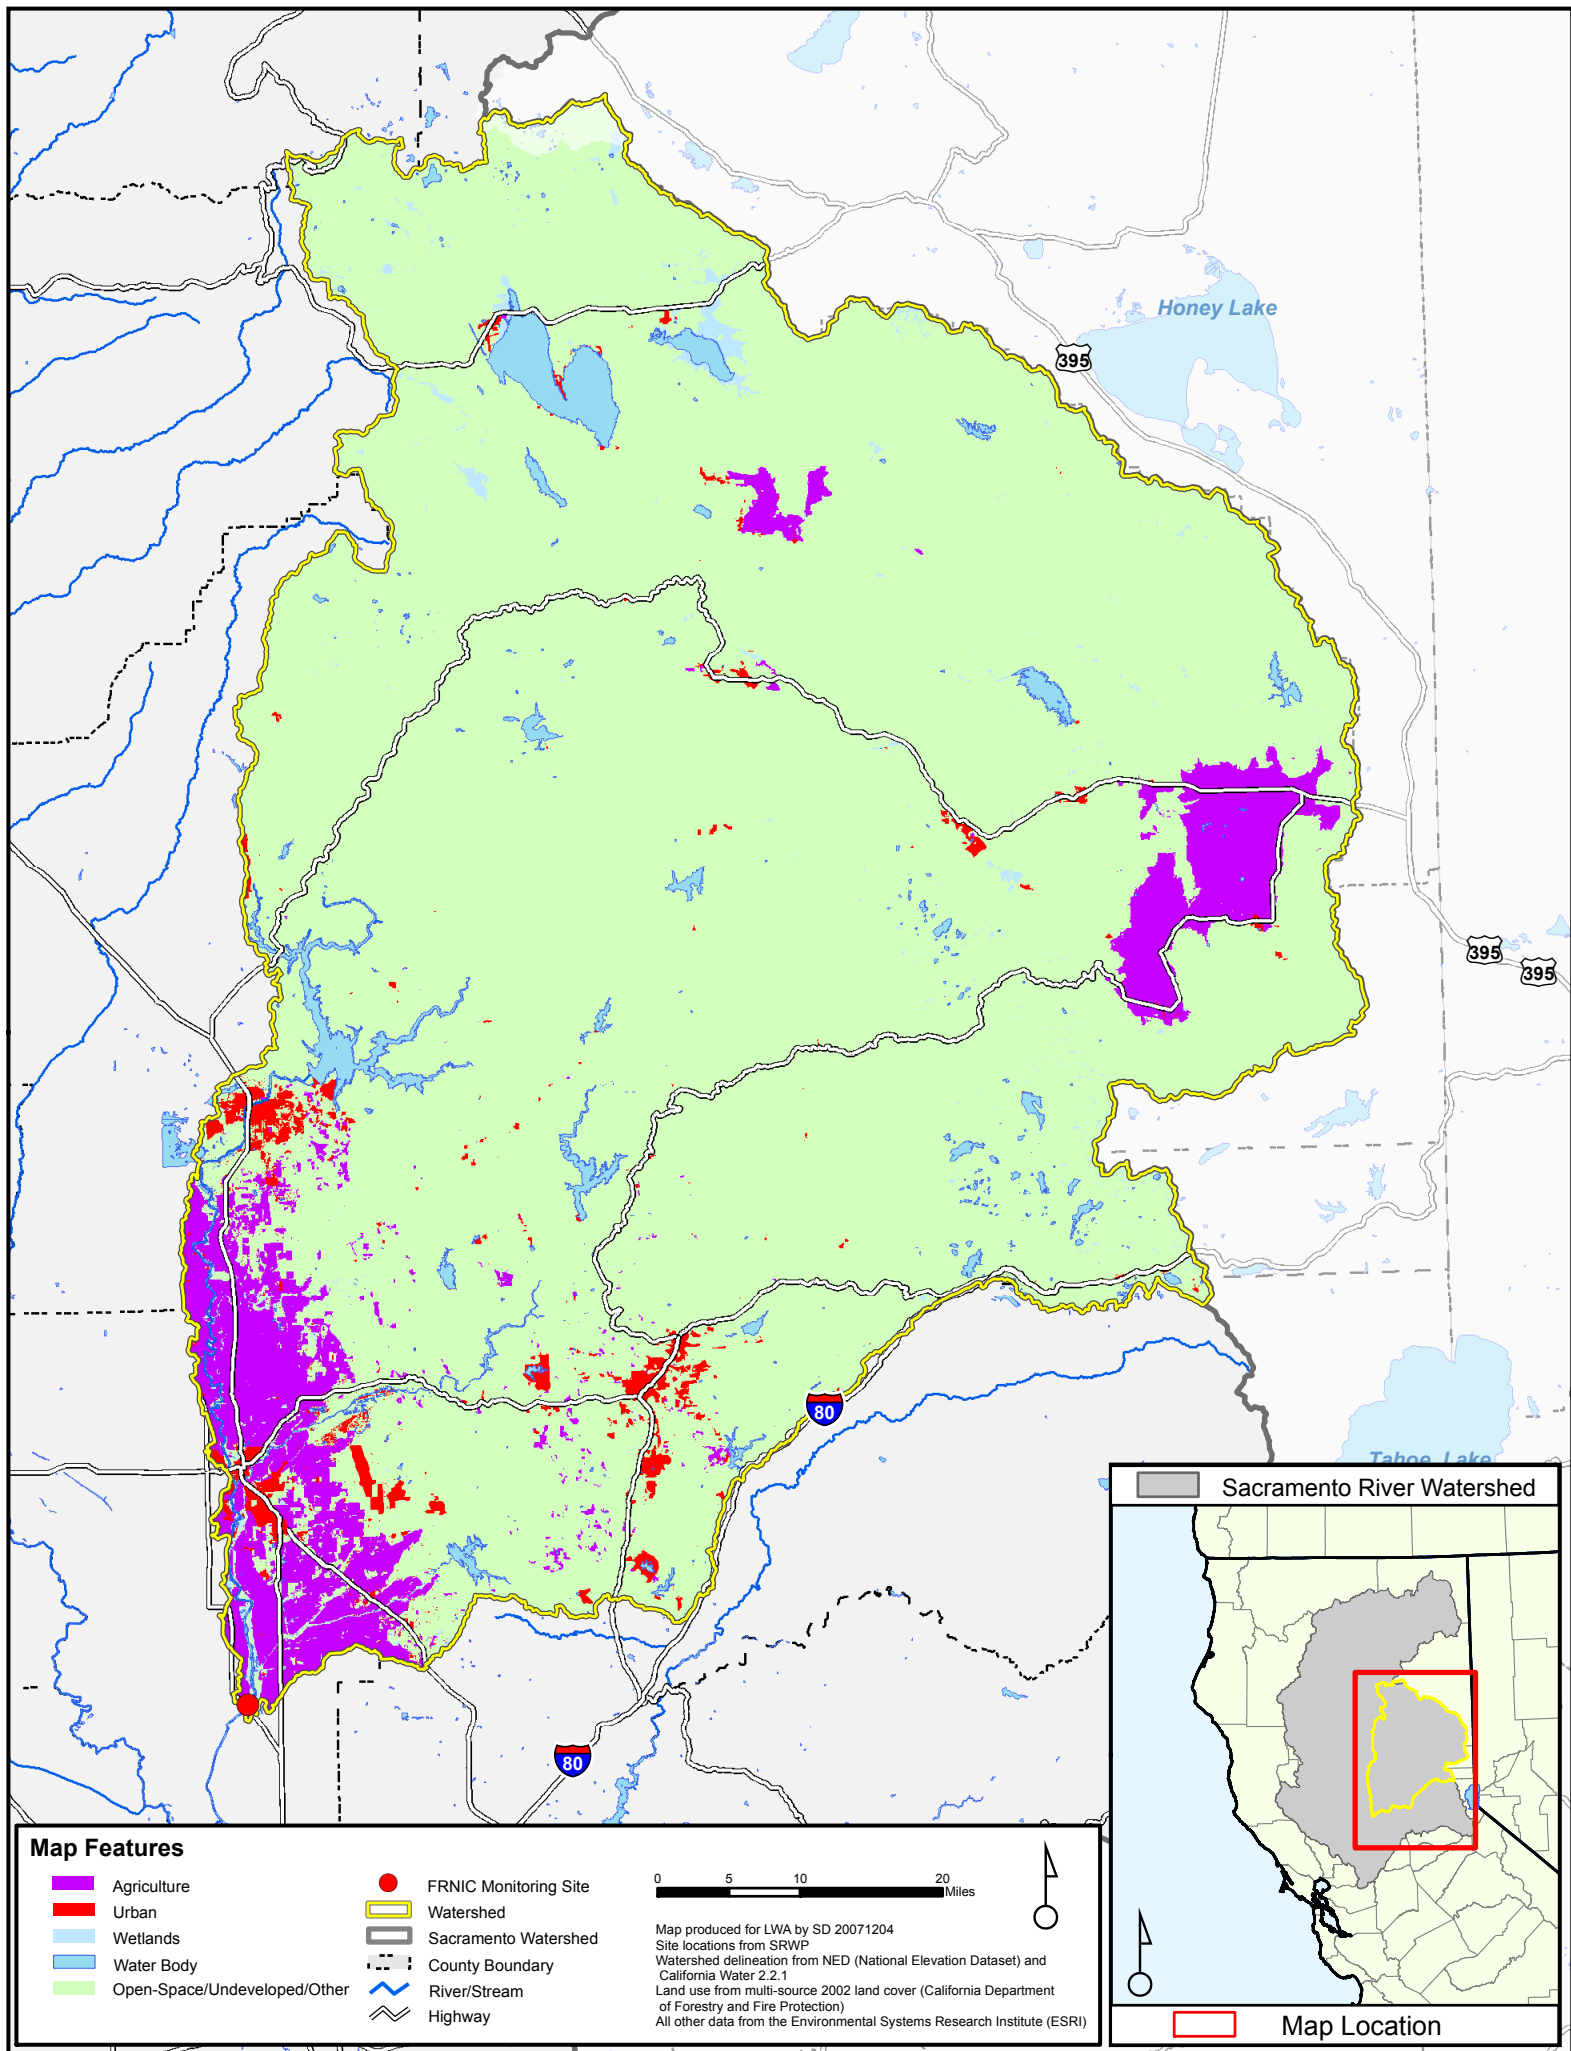 Honey Lake
395
395
395
80
Tahoe, Lake
80
Sacramento River Watershed
Map Location
Map Features
Agriculture
Urban
Wetlands
Water Body
Open-Space/Undeveloped/Other
FRNIC Monitoring Site
Watershed
Sacramento Watershed
County Boundary
River/Stream
Highway
0 5 10 20
Miles
Map produced for LWA by SD 20071204
Site locations from SRWP
Watershed delineation from NED (National Elevation Dataset) and
California Water 2.2.1
Land use from multi-source 2002 land cover (California Department
of Forestry and Fire Protection)
All other data from the Environmental Systems Research Institute (ESRI)